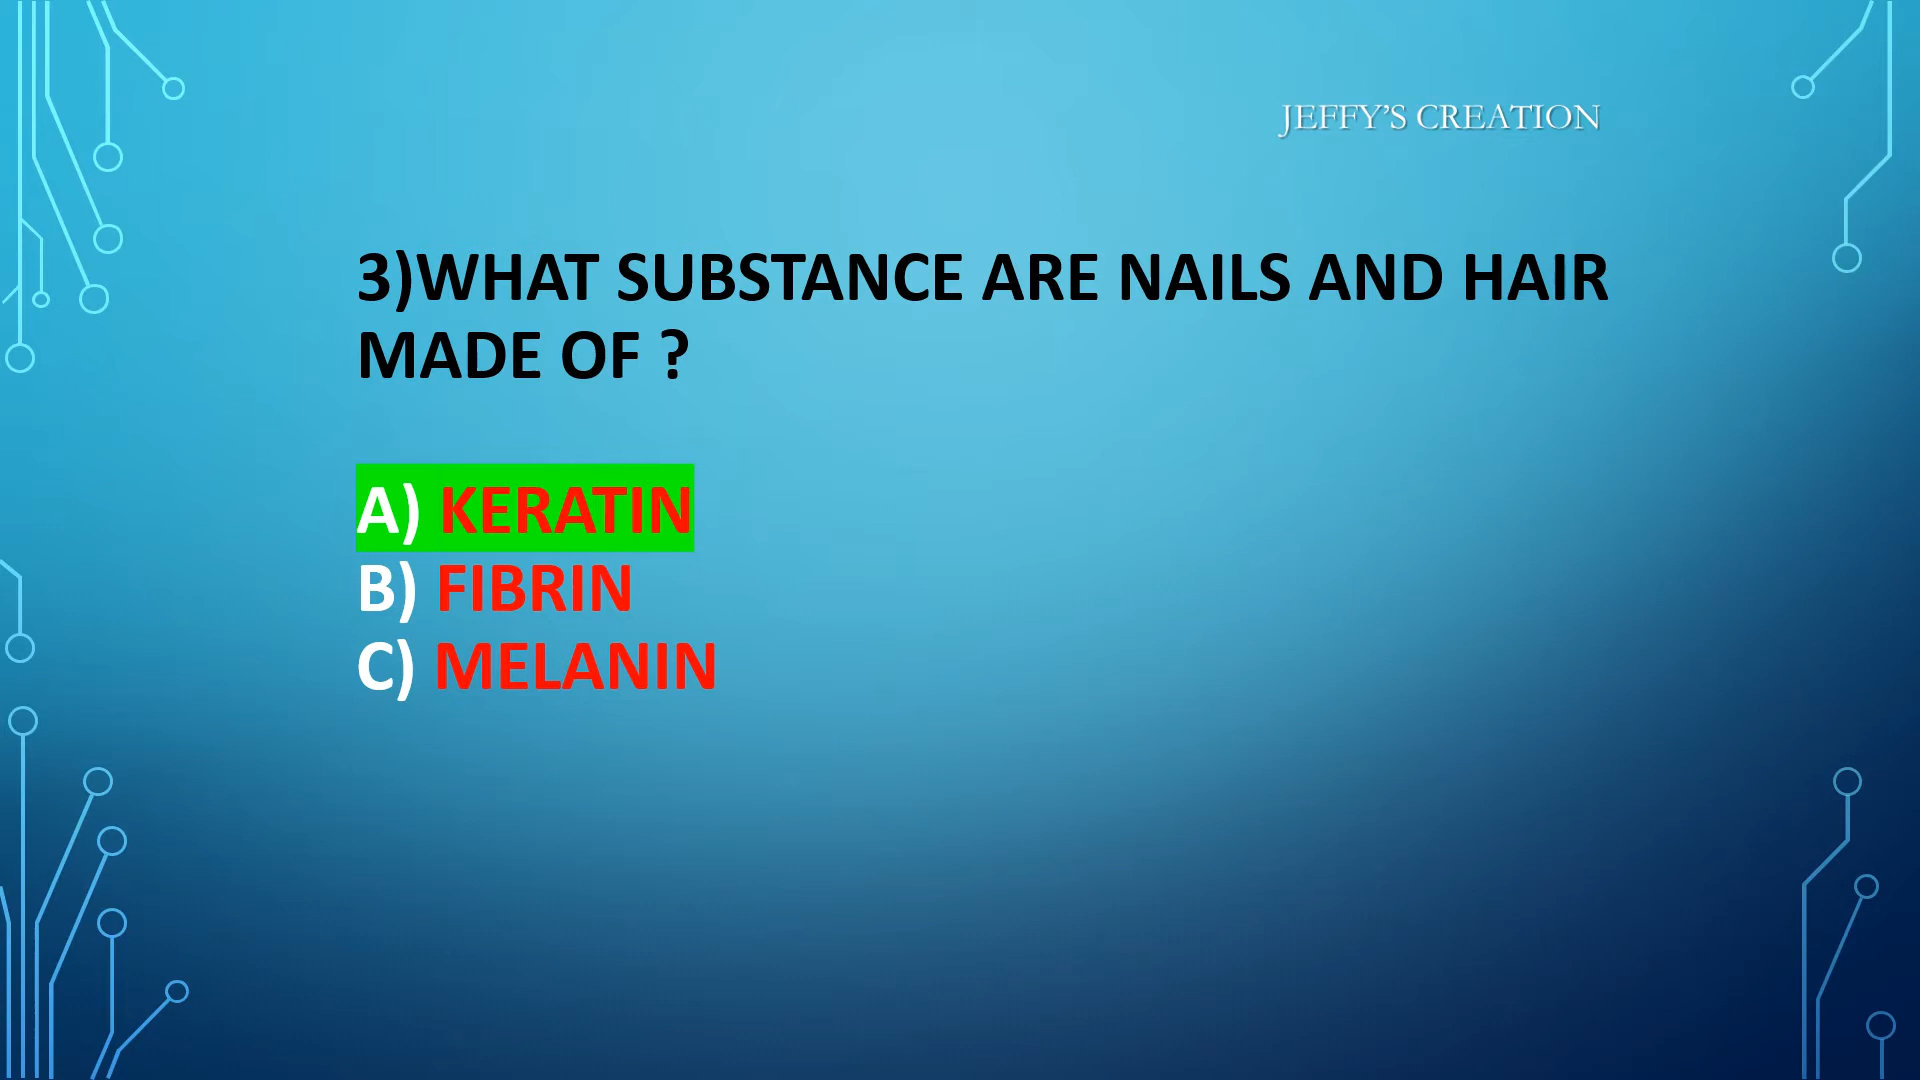 JEFFY'S CREATION
3)WHAT SUBSTANCE ARE NAILS AND HAIR
MADE OF ?
A) KERATIN
B) FIBRIN
C) MELANIN